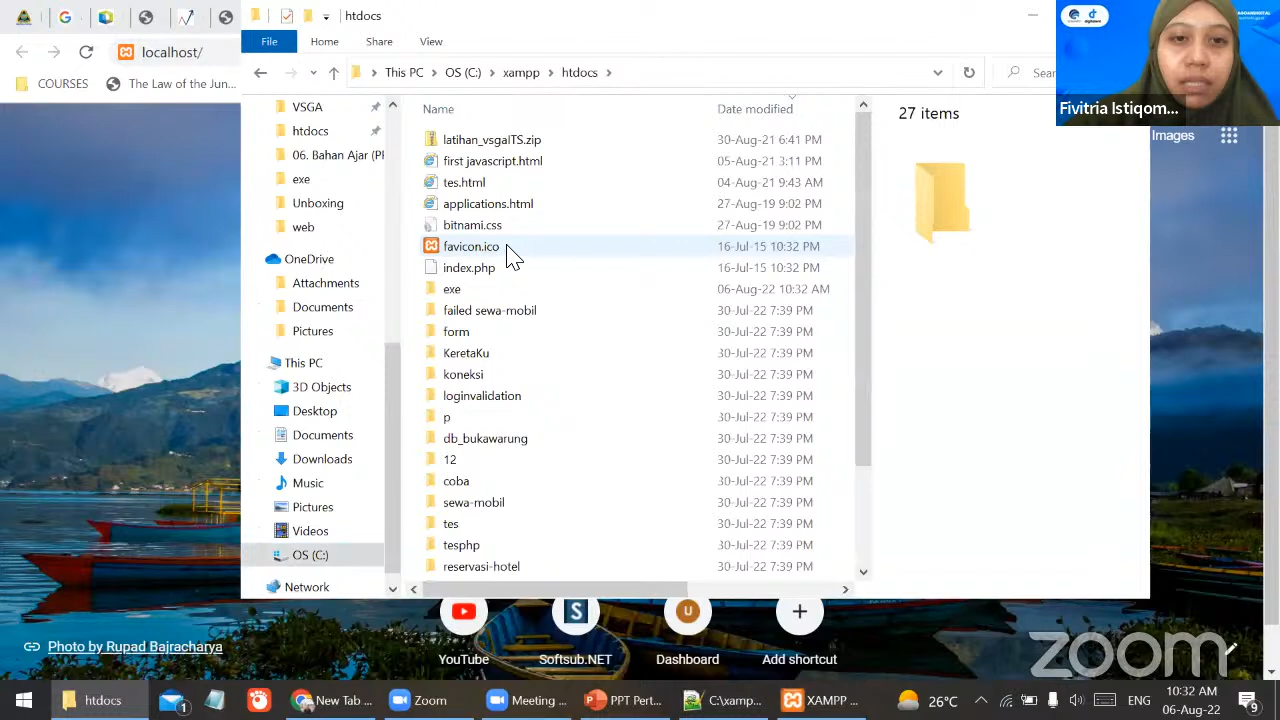 htdocs
File
Home
Share
View
localhost/
This PC
OS (C:)
xampp
htdocs
Sear
COURSES
The Law of the Jun...
VSGA
htdocs
06. Bahan Ajar (PF
exe
Unboxing
web
OneDrive
Attachments
Documents
Pictures
This PC
3D Objects
Desktop
Documents
Downloads
Music
Pictures
Videos
OS (C:)
Network
Name
Date modified
latihan_vsgaITS.zip
30-Aug-21 6:41 PM
first javascript.html
05-Aug-21 3:11 PM
tes.html
04-Aug-21 9:43 AM
applications.html
27-Aug-19 9:02 PM
bitnami.css
27-Aug-19 9:02 PM
favicon.ico
16-Jul-15 10:32 PM
index.php
16-Jul-15 10:32 PM
exe
06-Aug-22 10:32 AM
failed sewa-mobil
30-Jul-22 7:39 PM
form
30-Jul-22 7:39 PM
KeretaKu
30-Jul-22 7:39 PM
koneksi
30-Jul-22 7:39 PM
loginvalidation
30-Jul-22 7:39 PM
p
30-Jul-22 7:39 PM
db_bukawarung
30-Jul-22 7:39 PM
12
30-Jul-22 7:39 PM
coba
30-Jul-22 7:39 PM
sewa-mobil
30-Jul-22 7:39 PM
tes
30-Jul-22 7:39 PM
tesphp
30-Jul-22 7:39 PM
reservasi-hotel
30-Jul-22 7:39 PM
27 items
Fivitria Istiqom...
Images
YouTube
Softsub.NET
Dashboard
Add shortcut
Photo by Rupad Bajracharya
zoom
htdocs
1
New Tab ...
Zoom
Meeting ...
PPT Pert...
C:\xamp...
XAMPP ...
26°C
ENG
10:32 AM
06-Aug-22
9